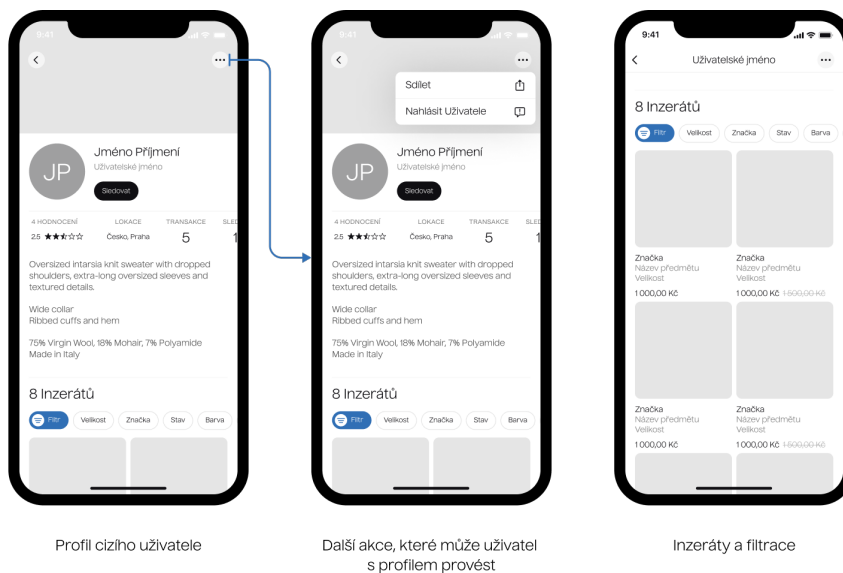 9:41
JP
Jméno Příjmení
Uživatelské jméno
Sledovat
4 HODNOCENÍ LOKACE TRANSAKCE SLED
2.5 Česko, Praha 5 1
Oversized intarsia knit sweater with dropped
shoulders, extra-long oversized sleeves and
textured details.
Wide collar
Ribbed cuffs and hem
75% Virgin Wool, 18% Mohair, 7% Polyamide
Made in Italy
8 Inzerátů
Filtr Velikost Značka Stav Barva
Profil cizího uživatele
9:41
Sdílet
Nahlásit Uživatele
JP
Jméno Příjmení
Uživatelské jméno
Sledovat
4 HODNOCENÍ LOKACE TRANSAKCE SLED
2.5 Česko, Praha 5 1
Oversized intarsia knit sweater with dropped
shoulders, extra-long oversized sleeves and
textured details.
Wide collar
Ribbed cuffs and hem
75% Virgin Wool, 18% Mohair, 7% Polyamide
Made in Italy
8 Inzerátů
Filtr Velikost Značka Stav Barva
Další akce, které může uživatel
s profilem provést
9:41
Uživatelské jméno
8 Inzerátů
Filtr Velikost Značka Stav Barva
Značka Značka
Název předmětu Název předmětu
Velikost Velikost
1 000,00 Kč 1 000,00 Kč 1 500,00 Kč
Značka Značka
Název předmětu Název předmětu
Velikost Velikost
1 000,00 Kč 1 000,00 Kč 1 500,00 Kč
Inzeráty a filtrace